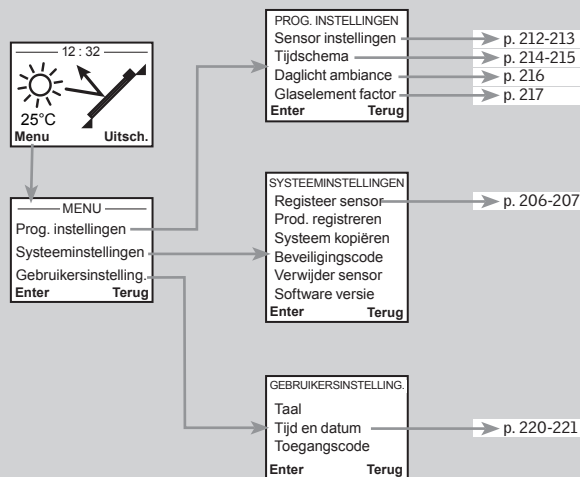 12 : 32
25°C
Menu Uitsch.
MENU
Prog. instellingen
Systeeminstellingen
Gebruikersinstelling.
Enter Terug
PROG. INSTELLINGEN
Sensor instellingen p. 212-213
Tijdschema p. 214-215
Daglicht ambiance p. 216
Glaselement factor p. 217
Enter Terug
SYSTEEMINSTELLINGEN
Registeer sensor p. 206-207
Prod. registreren
Systeem kopiëren
Beveiligingscode
Verwijder sensor
Software versie
Enter Terug
GEBRUIKERSINSTELLING.
Taal
Tijd en datum p. 220-221
Toegangscode
Enter Terug